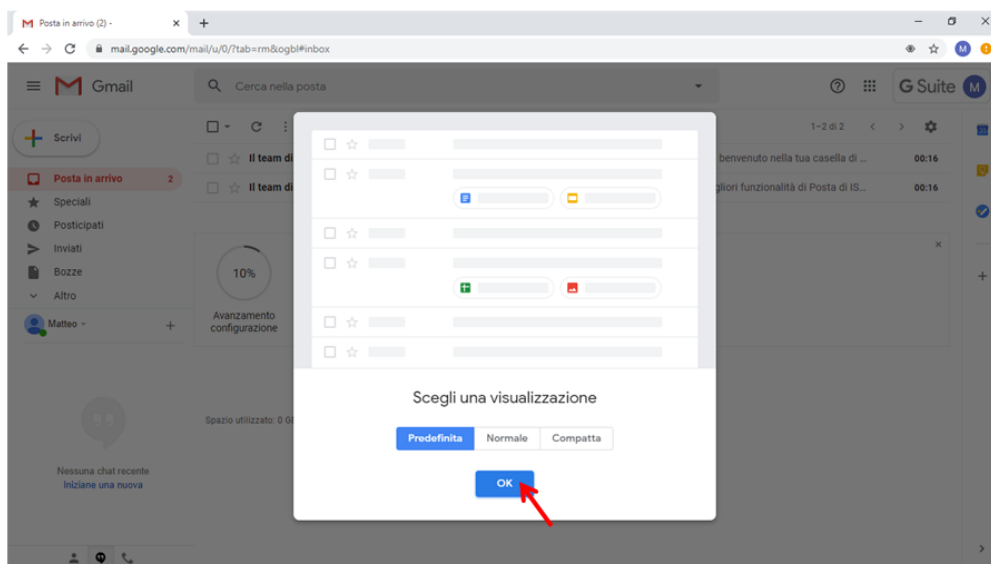 Posta in arrivo (2) -
mail.google.com/mail/u/0/?tab=rm&ogbl#inbox
M
Gmail
Cerca nella posta
G Suite
M
Scrivi
1–2 di 2
Il team di
benvenuto nella tua casella di ...
00:16
Posta in arrivo
2
Il team di
gliori funzionalità di Posta di IS...
00:16
Speciali
Posticipati
Inviati
Bozze
10%
Altro
Avanzamento
configurazione
Matteo
Scegli una visualizzazione
Spazio utilizzato: 0
Predefinita
Normale
Compatta
Nessuna chat recente
Iniziane una nuova
OK